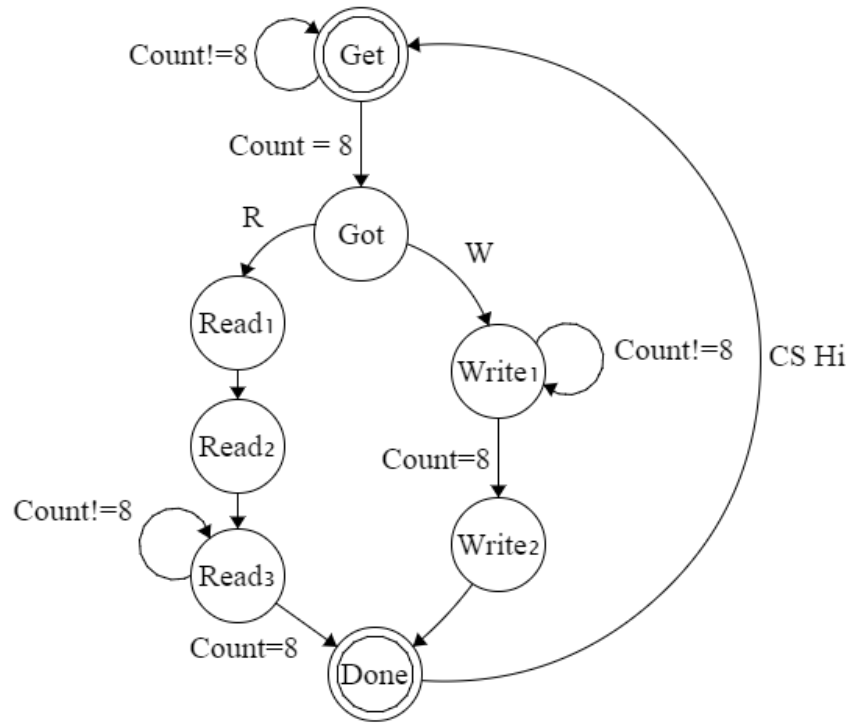 Count!=8
Get
Count = 8
R
Got
W
Read₁
Write₁
Count!=8
CS Hi
Read₂
Count=8
Count!=8
Write₂
Read₃
Count=8
Done